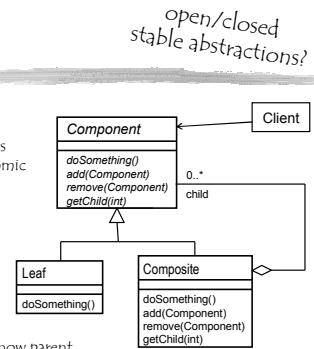 open/closed
stable abstractions?
Client
Component
doSomething()
add(Component)
remove(Component)
getChild(int)
0..*
child
Leaf
doSomething()
Composite
doSomething()
add(Component)
remove(Component)
getChild(int)
parent